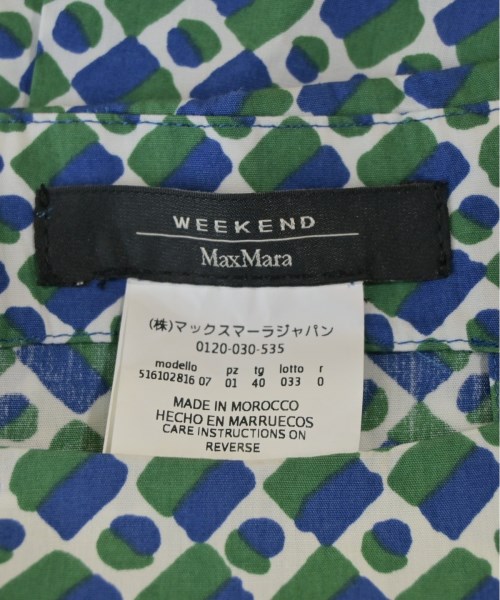 WEEKEND
MaxMara
(株)マックスマーラジャパン
0120-030-535
modello pz tg lotto r
516102816 07 01 40 033 0
MADE IN MOROCCO
HECHO EN MARRUECOS
CARE INSTRUCTIONS ON
REVERSE